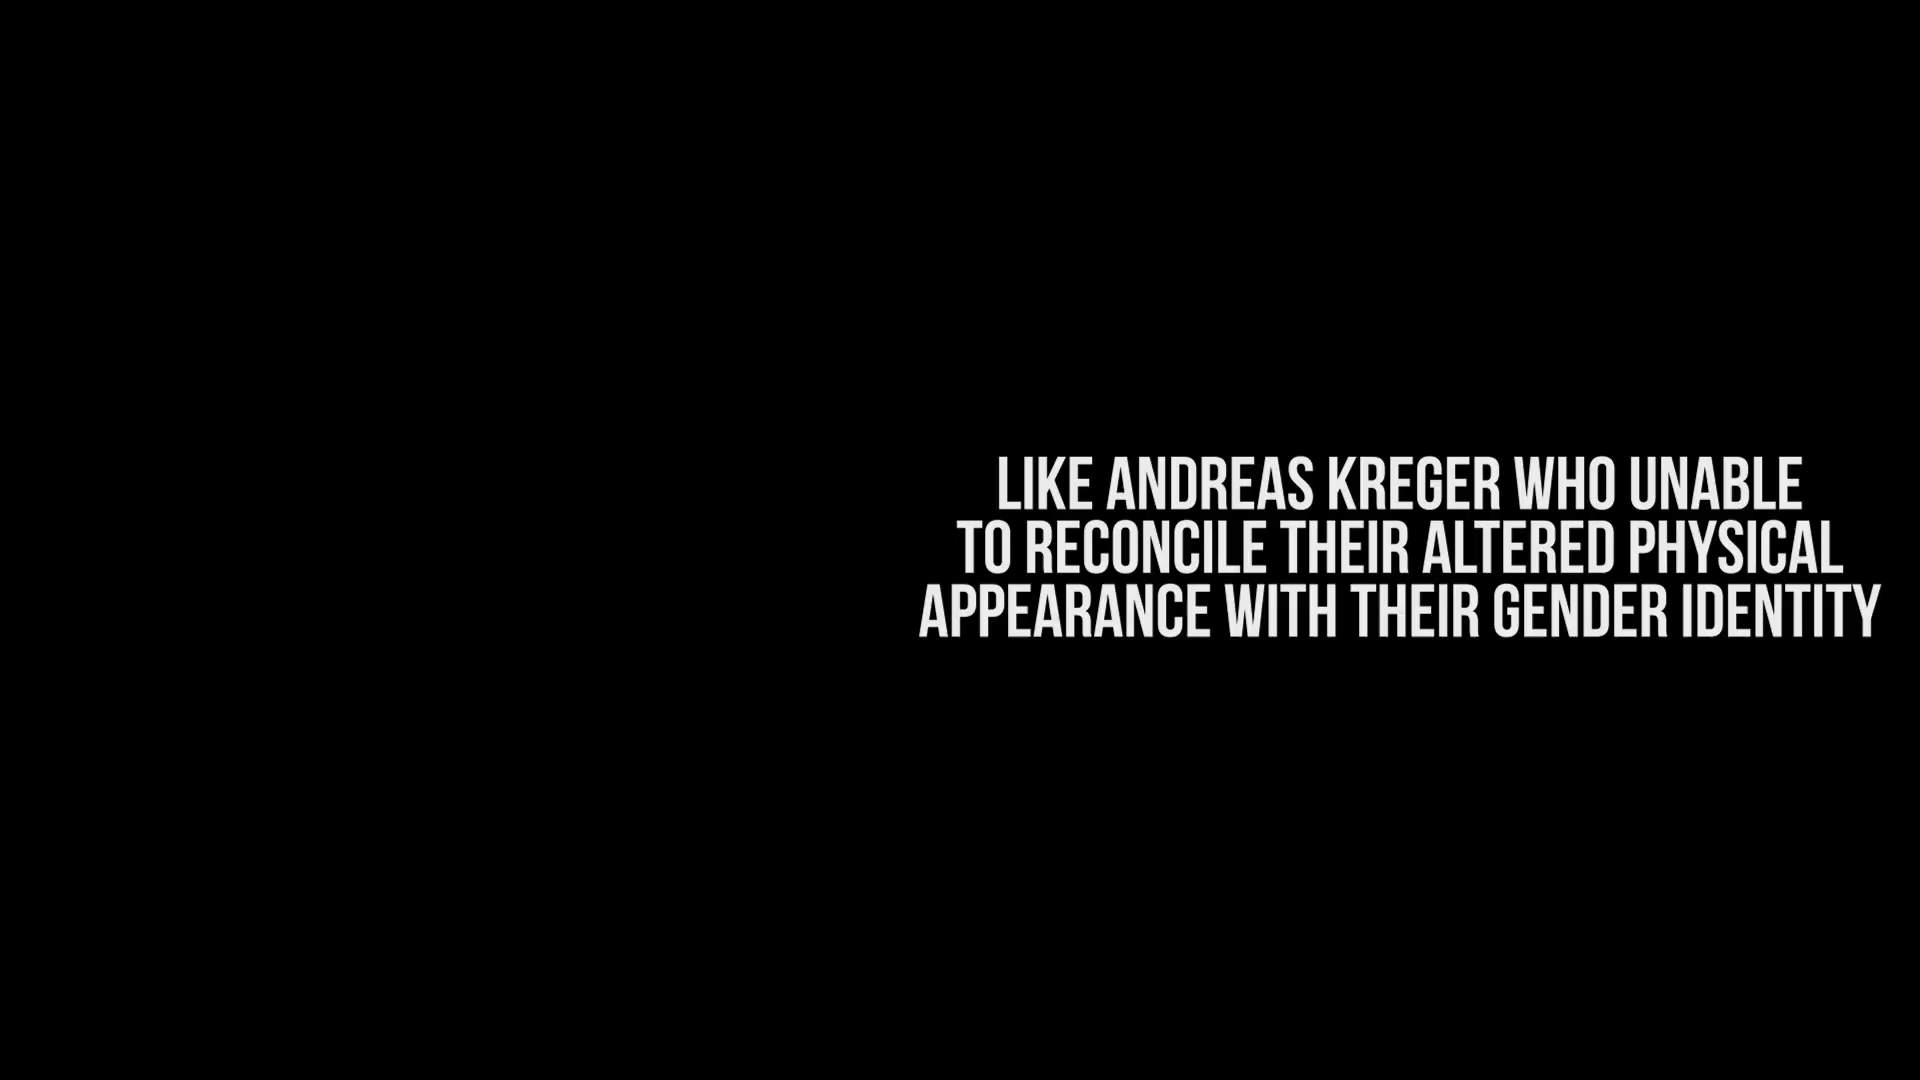 LIKE ANDREAS KREGER WHO UNABLE
TO RECONCILE THEIR ALTERED PHYSICAL
APPEARANCE WITH THEIR GENDER IDENTITY